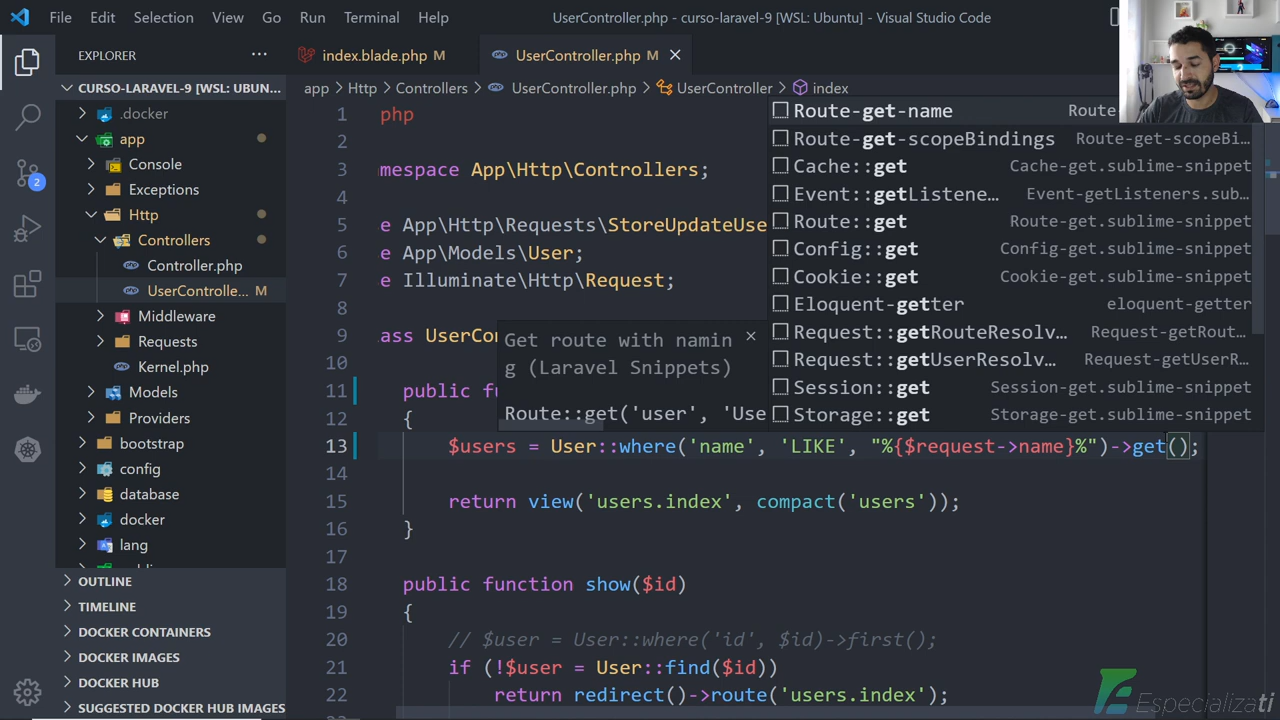 File Edit Selection View Go Run Terminal Help UserController.php - curso-laravel-9 [WSL: Ubuntu] - Visual Studio Code
EXPLORER ··· index.blade.php M UserController.php M
CURSO-LARAVEL-9 [WSL: UBUN... app > Http > Controllers > UserController.php > UserController > index
.docker
app
Console
Exceptions
Http
Controllers
Controller.php
UserControlle... M
Middleware
Requests
Kernel.php
Models
Providers
bootstrap
config
database
docker
lang
OUTLINE
TIMELINE
DOCKER CONTAINERS
DOCKER IMAGES
DOCKER HUB
SUGGESTED DOCKER HUB IMAGES
2
1 php
2
3 mespace App\Http\Controllers;
4
5 e App\Http\Requests\StoreUpdateUse
6 e App\Models\User;
7 e Illuminate\Http\Request;
8
9 ass UserCon
10
11 public fu
12 {
13 $users = User::where('name', 'LIKE', "%{$request->name}%")->get();
14
15 return view('users.index', compact('users'));
16 }
17
18 public function show($id)
19 {
20 // $user = User::where('id', $id)->first();
21 if (!$user = User::find($id))
22 return redirect()->route('users.index');
Get route with namin
g (Laravel Snippets)
Route::get('user', 'Use
Route-get-name Route-
Route-get-scopeBindings Route-get-scopeBi...
Cache::get Cache-get.sublime-snippet
Event::getListene... Event-getListeners.sub...
Route::get Route-get.sublime-snippet
Config::get Config-get.sublime-snippet
Cookie::get Cookie-get.sublime-snippet
Eloquent-getter eloquent-getter
Request::getRouteResolv... Request-getRout...
Request::getUserResolv... Request-getUserR...
Session::get Session-get.sublime-snippet
Storage::get Storage-get.sublime-snippet
Especializati